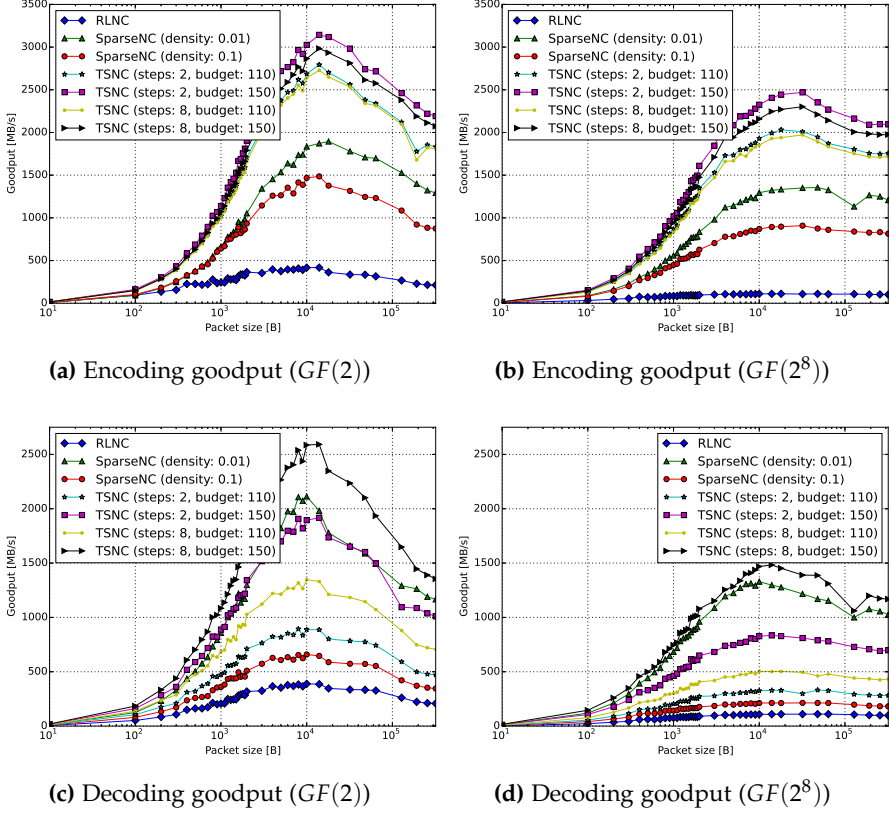 3500
3000
2500
2000
1500
1000
500
0
Goodput [MB/s]
RLNC
SparseNC (density: 0.01)
SparseNC (density: 0.1)
TSNC (steps: 2, budget: 110)
TSNC (steps: 2, budget: 150)
TSNC (steps: 8, budget: 110)
TSNC (steps: 8, budget: 150)
10^1 10^2 10^3 10^4 10^5
Packet size [B]
(a) Encoding goodput (GF(2))
3500
3000
2500
2000
1500
1000
500
0
Goodput [MB/s]
RLNC
SparseNC (density: 0.01)
SparseNC (density: 0.1)
TSNC (steps: 2, budget: 110)
TSNC (steps: 2, budget: 150)
TSNC (steps: 8, budget: 110)
TSNC (steps: 8, budget: 150)
10^1 10^2 10^3 10^4 10^5
Packet size [B]
(b) Encoding goodput (GF(2^8))
2500
2000
1500
1000
500
0
Goodput [MB/s]
RLNC
SparseNC (density: 0.01)
SparseNC (density: 0.1)
TSNC (steps: 2, budget: 110)
TSNC (steps: 2, budget: 150)
TSNC (steps: 8, budget: 110)
TSNC (steps: 8, budget: 150)
10^1 10^2 10^3 10^4 10^5
Packet size [B]
(c) Decoding goodput (GF(2))
2500
2000
1500
1000
500
0
Goodput [MB/s]
RLNC
SparseNC (density: 0.01)
SparseNC (density: 0.1)
TSNC (steps: 2, budget: 110)
TSNC (steps: 2, budget: 150)
TSNC (steps: 8, budget: 110)
TSNC (steps: 8, budget: 150)
10^1 10^2 10^3 10^4 10^5
Packet size [B]
(d) Decoding goodput (GF(2^8))